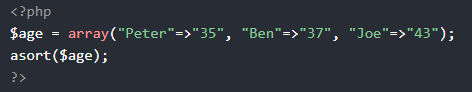 <?php
$age = array("Peter"=>"35", "Ben"=>"37", "Joe"=>"43");
asort($age);
?>